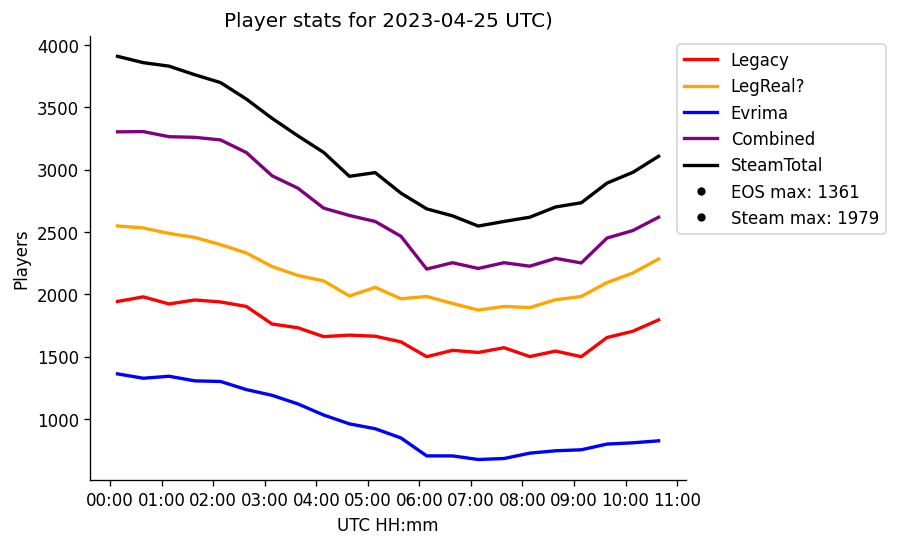 Player stats for 2023-04-25 UTC)
4000
3500
3000
2500
2000
1500
1000
Players
00:00 01:00 02:00 03:00 04:00 05:00 06:00 07:00 08:00 09:00 10:00 11:00
UTC HH:mm
Legacy
LegReal?
Evrima
Combined
SteamTotal
EOS max: 1361
Steam max: 1979